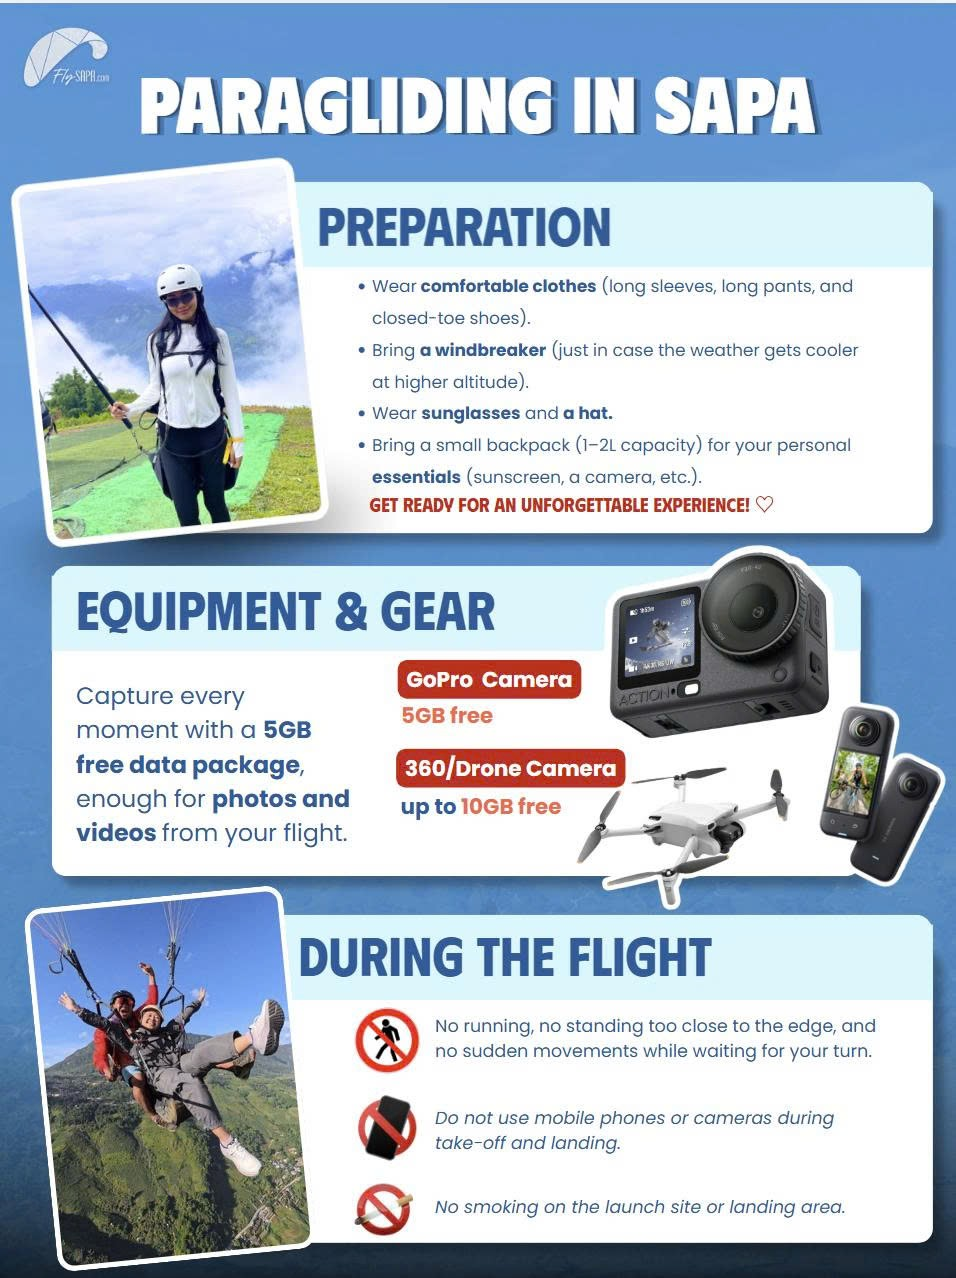 Fly-SAPA.com
PARAGLIDING IN SAPA
PREPARATION
• Wear comfortable clothes (long sleeves, long pants, and
closed-toe shoes).
• Bring a windbreaker (just in case the weather gets cooler
at higher altitude).
• Wear sunglasses and a hat.
• Bring a small backpack (1–2L capacity) for your personal
essentials (sunscreen, a camera, etc.).
GET READY FOR AN UNFORGETTABLE EXPERIENCE! ♡
EQUIPMENT & GEAR
Capture every
moment with a 5GB
free data package,
enough for photos and
videos from your flight.
GoPro Camera
5GB free
360/Drone Camera
up to 10GB free
ACTION
DURING THE FLIGHT
No running, no standing too close to the edge, and
no sudden movements while waiting for your turn.
Do not use mobile phones or cameras during
take-off and landing.
No smoking on the launch site or landing area.